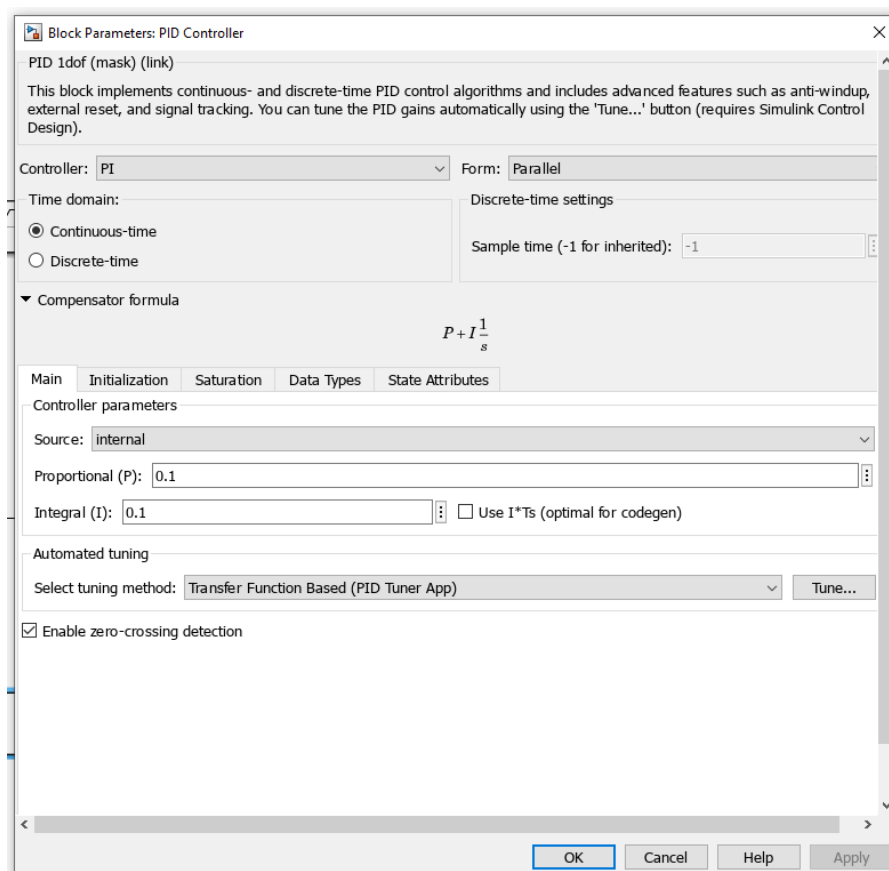 Block Parameters: PID Controller
PID 1dof (mask) (link)
This block implements continuous- and discrete-time PID control algorithms and includes advanced features such as anti-windup,
external reset, and signal tracking. You can tune the PID gains automatically using the 'Tune...' button (requires Simulink Control
Design).
Controller: PI Form: Parallel
Time domain: Discrete-time settings
Continuous-time
Sample time (-1 for inherited): -1
Discrete-time
Compensator formula
P + I 1/s
Main Initialization Saturation Data Types State Attributes
Controller parameters
Source: internal
Proportional (P): 0.1
Integral (I): 0.1 Use I*Ts (optimal for codegen)
Automated tuning
Select tuning method: Transfer Function Based (PID Tuner App) Tune...
Enable zero-crossing detection
OK Cancel Help Apply